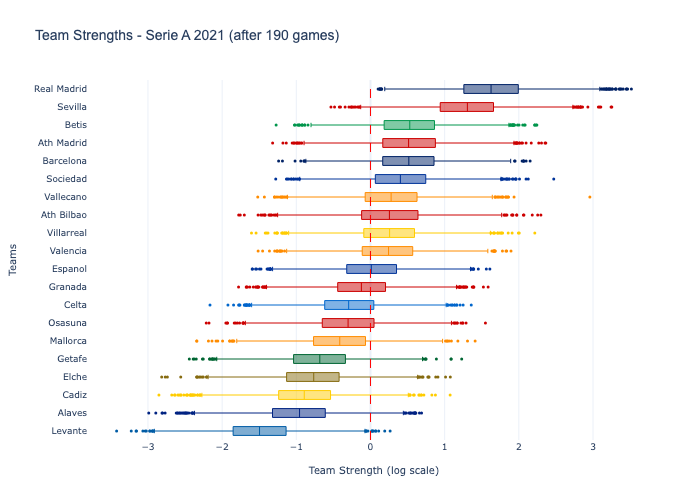 Team Strengths - Serie A 2021 (after 190 games)
Real Madrid
Sevilla
Betis
Ath Madrid
Barcelona
Sociedad
Vallecano
Ath Bilbao
Villarreal
Valencia
Espanol
Granada
Celta
Osasuna
Mallorca
Getafe
Elche
Cadiz
Alaves
Levante
Teams
−3 −2 −1 0 1 2 3
Team Strength (log scale)